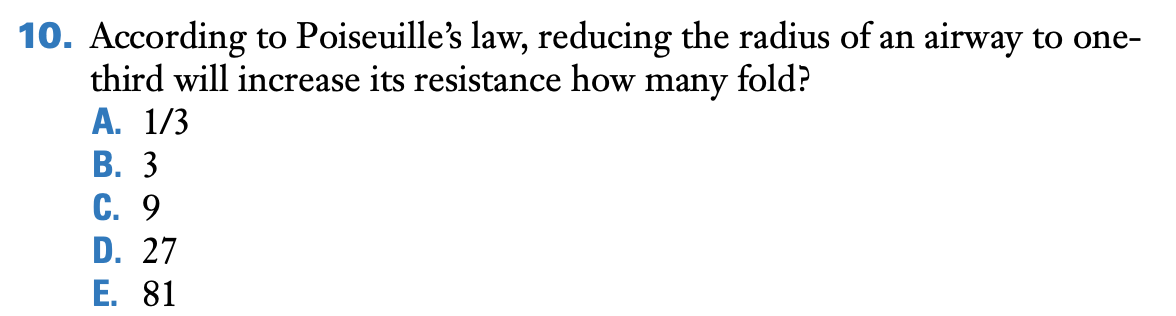 10. According to Poiseuille’s law, reducing the radius of an airway to one-
third will increase its resistance how many fold?
A. 1/3
B. 3
C. 9
D. 27
E. 81